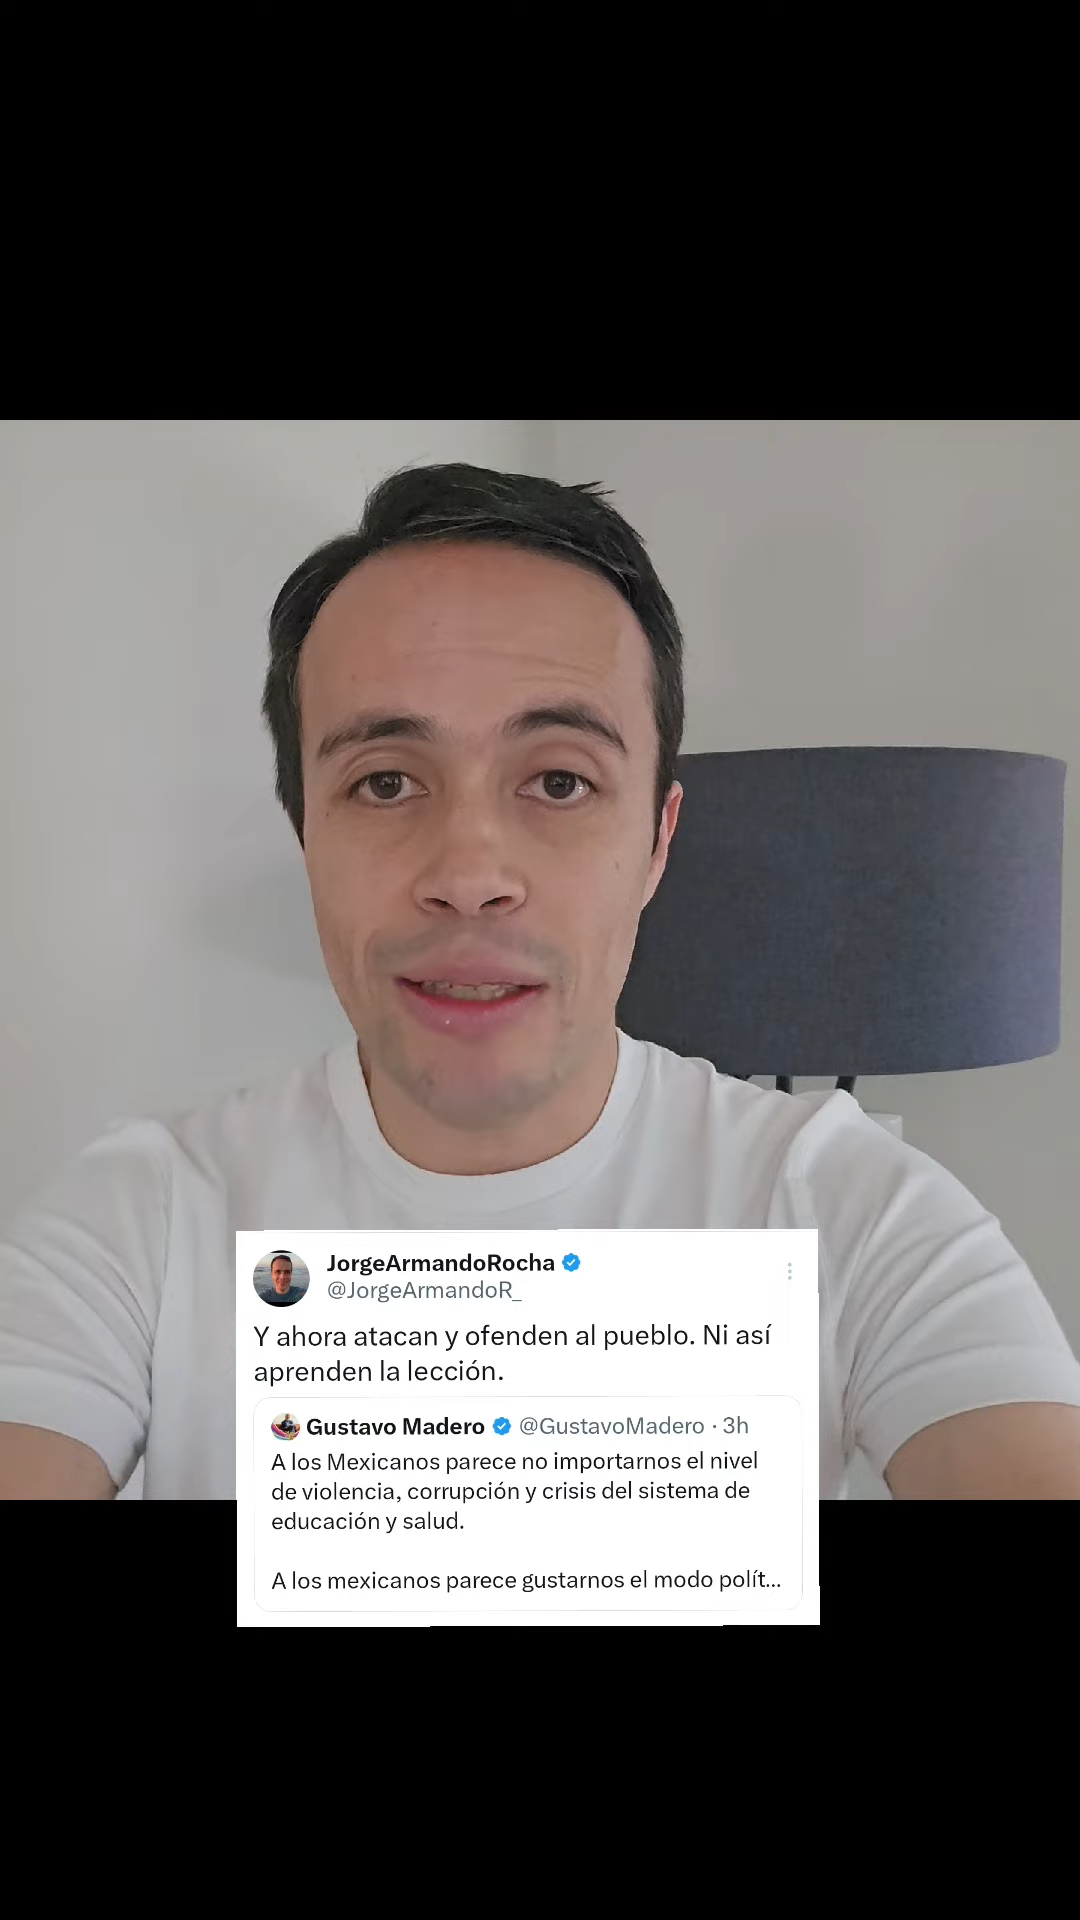 JorgeArmandoRocha
@JorgeArmandoR_
Y ahora atacan y ofenden al pueblo. Ni así
aprenden la lección.
Gustavo Madero @GustavoMadero · 3h
A los Mexicanos parece no importarnos el nivel
de violencia, corrupción y crisis del sistema de
educación y salud.
A los mexicanos parece gustarnos el modo polít...